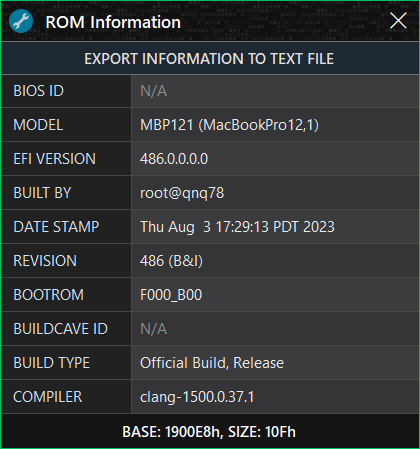 ROM Information
EXPORT INFORMATION TO TEXT FILE
BIOS ID N/A
MODEL MBP121 (MacBookPro12,1)
EFI VERSION 486.0.0.0.0
BUILT BY root@qnq78
DATE STAMP Thu Aug  3 17:29:13 PDT 2023
REVISION 486 (B&I)
BOOTROM F000_B00
BUILDCAVE ID N/A
BUILD TYPE Official Build, Release
COMPILER clang-1500.0.37.1
BASE: 1900E8h, SIZE: 10Fh